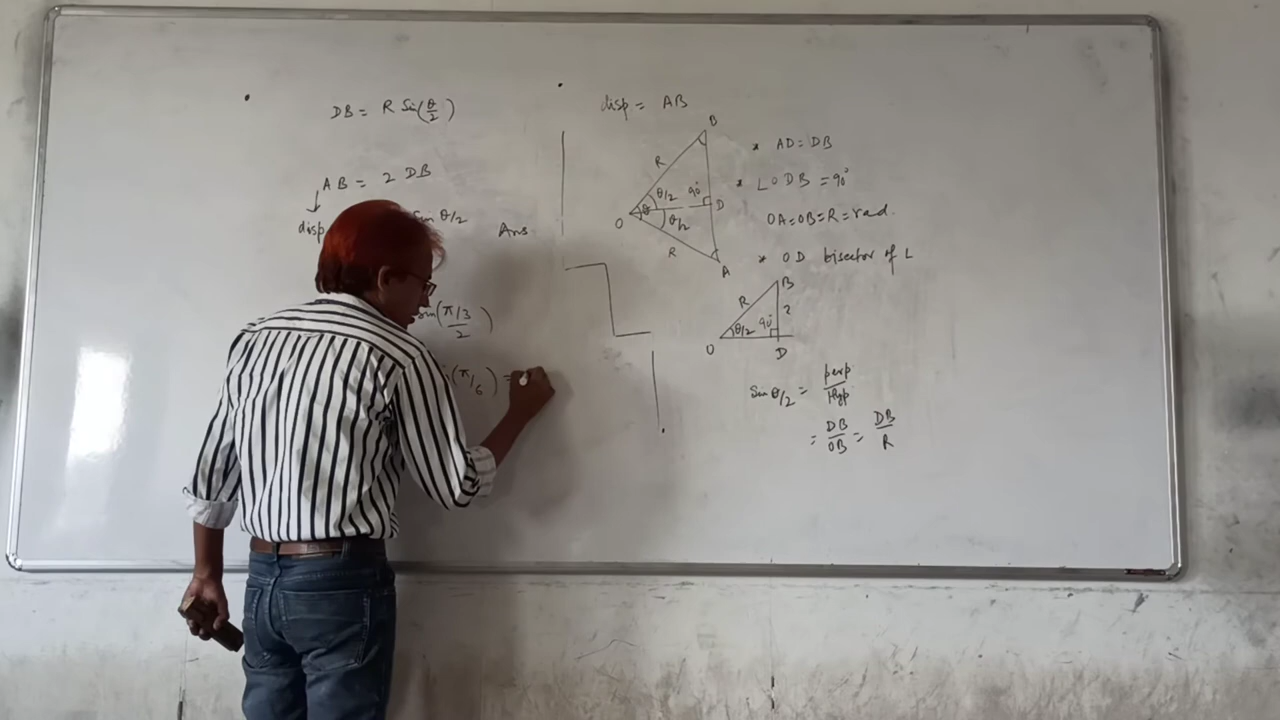 DB = R Sin(θ/2)
AB = 2 DB
disp
Sin θ/2
Ans
Sin(π/3 / 2)
(π/6) =
disp = AB
B
R
θ/2 90°
θ D
O θ/2
R
A
* AD = DB
* ∠ODB = 90°
OA = OB = R = rad.
* OD bisector of ∠
B
R
?
θ/2 90°
O
D
Sin θ/2 = perp/Hyp
= DB/OB = DB/R